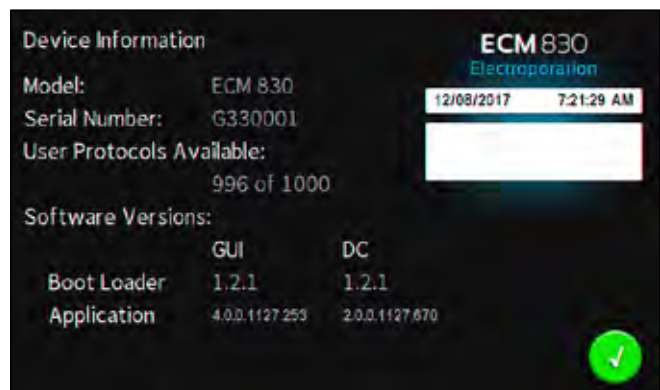 Device Information
Model: ECM 830
Serial Number: G330001
User Protocols Available:
996 of 1000
Software Versions:
GUI DC
Boot Loader 1.2.1 1.2.1
Application 4.0.0.1127.253 2.0.0.1127.670
ECM 830
Electroporation
12/08/2017 7:21:29 AM